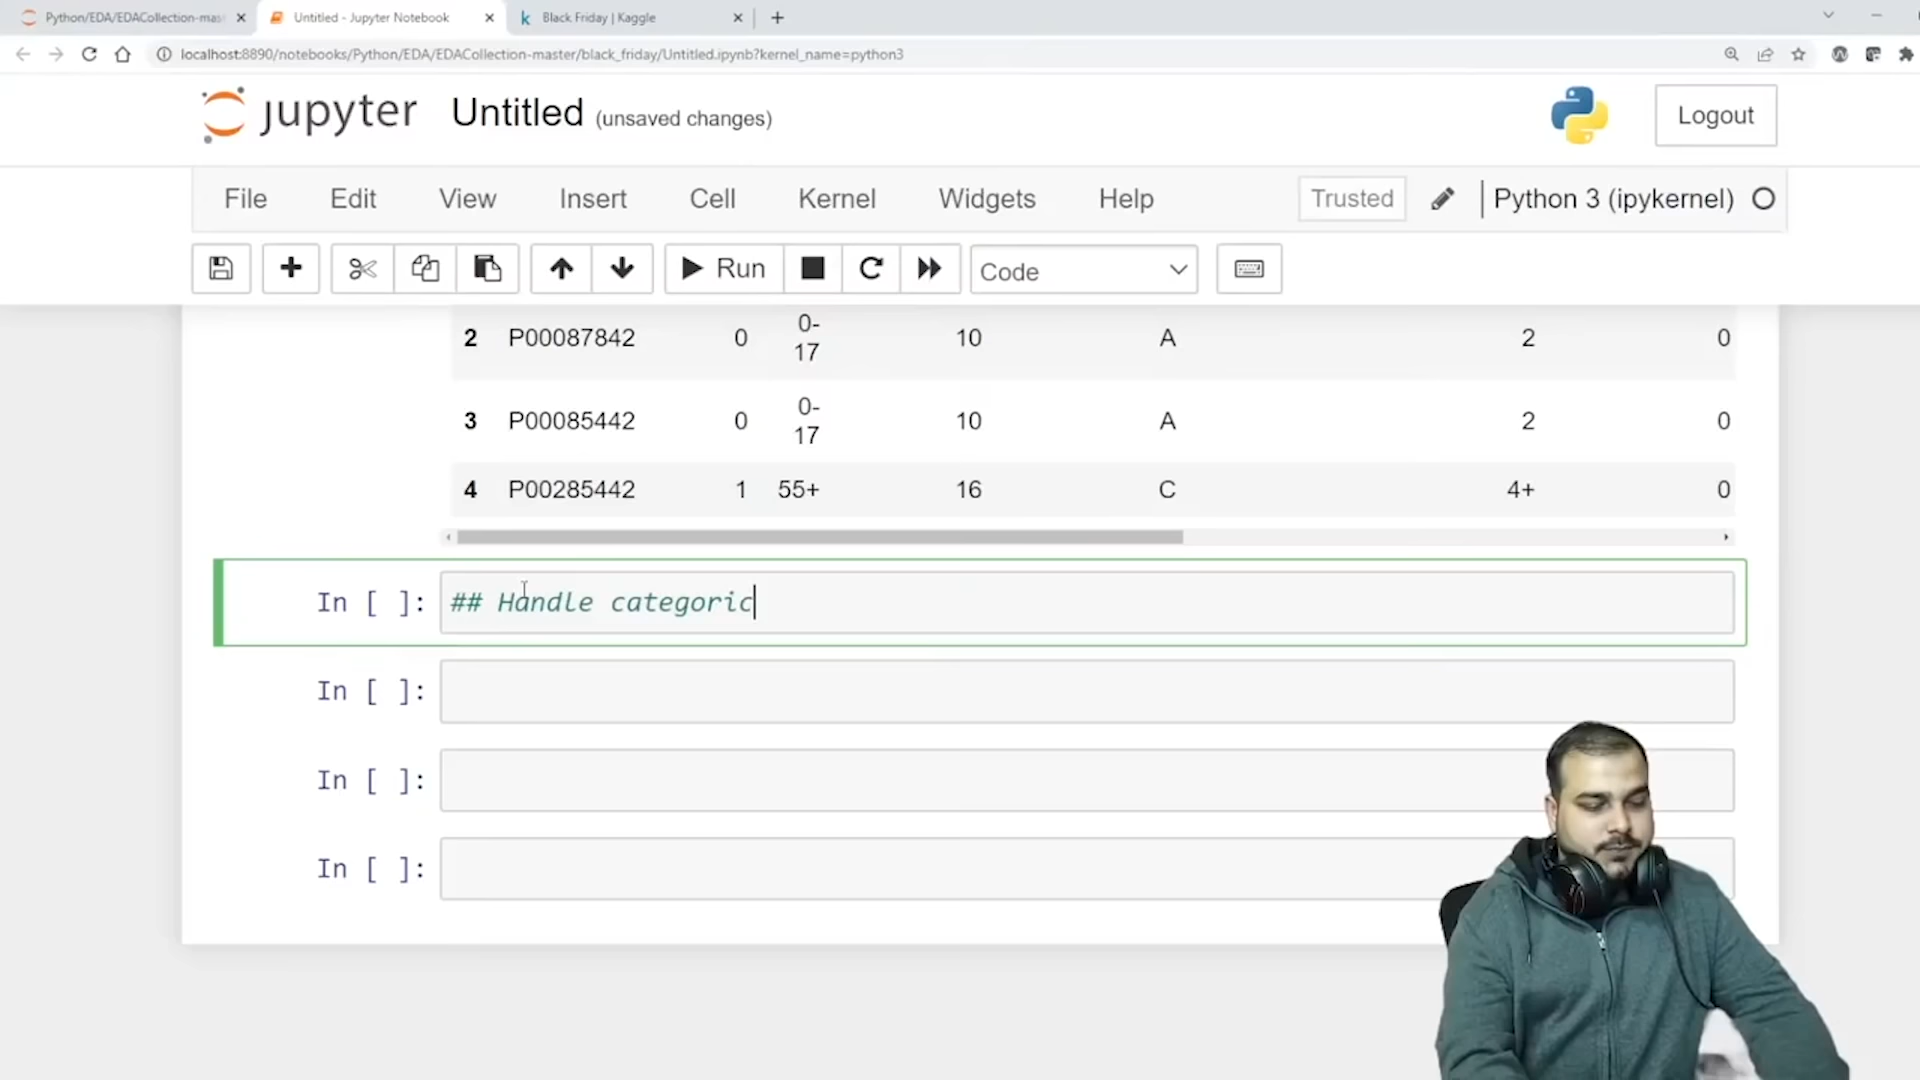 Python/EDA/EDACollection-mas
Untitled - Jupyter Notebook
k Black Friday | Kaggle
localhost:8890/notebooks/Python/EDA/EDACollection-master/black_friday/Untitled.ipynb?kernel_name=python3
jupyter Untitled (unsaved changes)
Logout
File Edit View Insert Cell Kernel Widgets Help Trusted Python 3 (ipykernel)
Run Code
2 P00087842 0 0-17 10 A 2 0
3 P00085442 0 0-17 10 A 2 0
4 P00285442 1 55+ 16 C 4+ 0
In [ ]: ## Handle categoric
In [ ]:
In [ ]:
In [ ]: